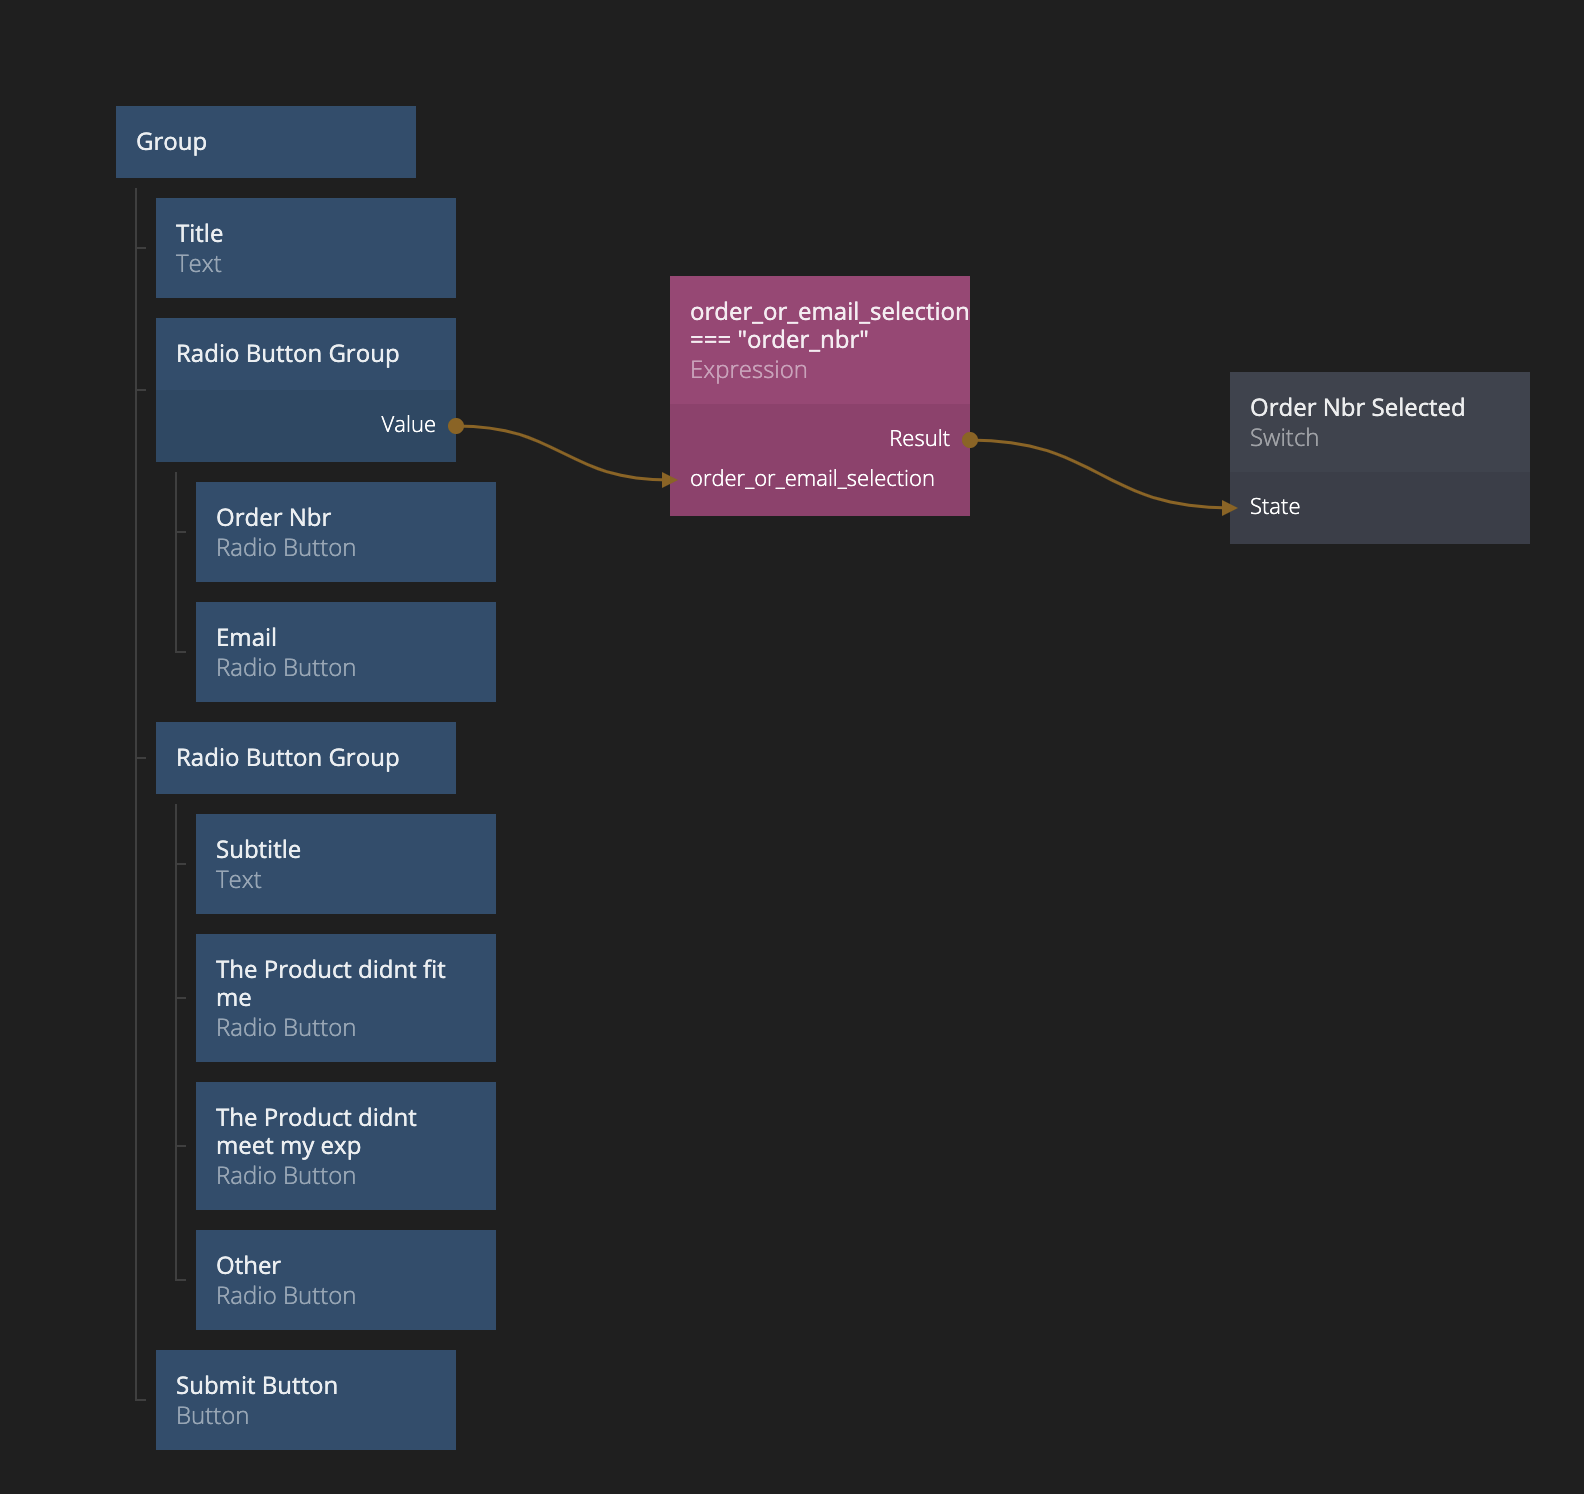 Group
Title
Text
Radio Button Group
Value
Order Nbr
Radio Button
Email
Radio Button
Radio Button Group
Subtitle
Text
The Product didnt fit
me
Radio Button
The Product didnt
meet my exp
Radio Button
Other
Radio Button
Submit Button
Button
order_or_email_selection
=== "order_nbr"
Expression
Result
order_or_email_selection
Order Nbr Selected
Switch
State